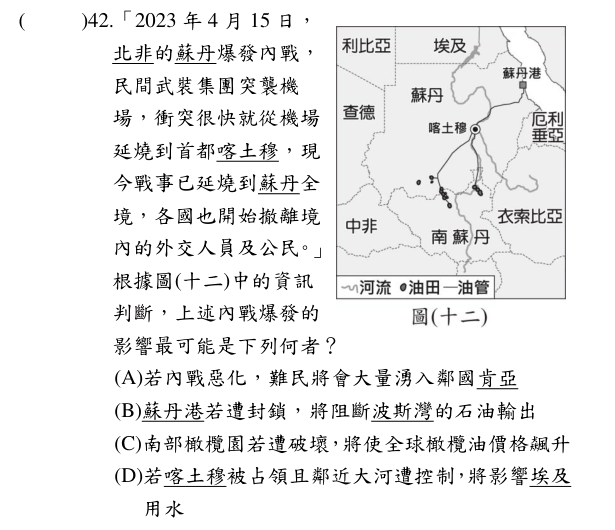 (      )42.「2023 年 4 月 15 日，
北非的蘇丹爆發內戰，
民間武裝集團突襲機
場，衝突很快就從機場
延燒到首都喀土穆，現
今戰事已延燒到蘇丹全
境，各國也開始撤離境
內的外交人員及公民。」
根據圖(十二)中的資訊
判斷，上述內戰爆發的
影響最可能是下列何者？
利比亞
埃及
蘇丹港
蘇丹
查德
喀土穆
厄利
垂亞
中非
南蘇丹
衣索比亞
河流 油田 油管
圖(十二)
(A)若內戰惡化，難民將會大量湧入鄰國肯亞
(B)蘇丹港若遭封鎖，將阻斷波斯灣的石油輸出
(C)南部橄欖園若遭破壞，將使全球橄欖油價格飆升
(D)若喀土穆被占領且鄰近大河遭控制，將影響埃及
用水